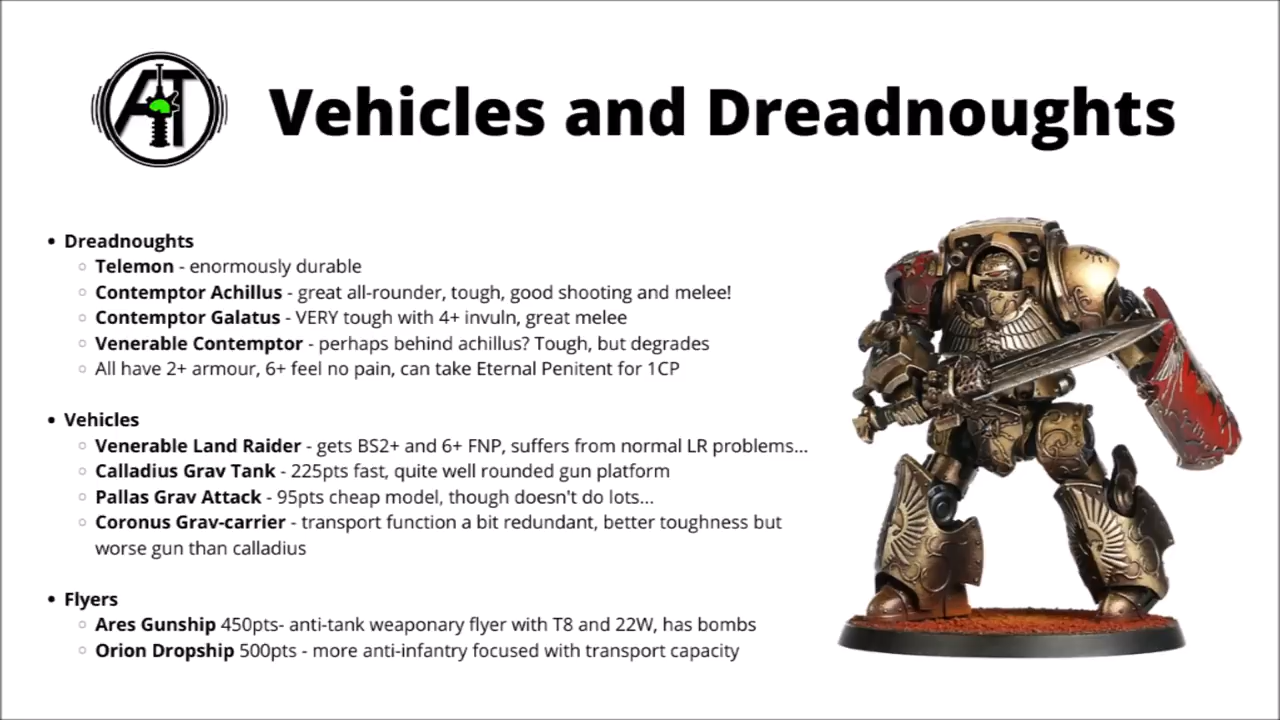 AT
Vehicles and Dreadnoughts
• Dreadnoughts
○ Telemon - enormously durable
○ Contemptor Achillus - great all-rounder, tough, good shooting and melee!
○ Contemptor Galatus - VERY tough with 4+ invuln, great melee
○ Venerable Contemptor - perhaps behind achillus? Tough, but degrades
○ All have 2+ armour, 6+ feel no pain, can take Eternal Penitent for 1CP
• Vehicles
○ Venerable Land Raider - gets BS2+ and 6+ FNP, suffers from normal LR problems...
○ Calladius Grav Tank - 225pts fast, quite well rounded gun platform
○ Pallas Grav Attack - 95pts cheap model, though doesn't do lots...
○ Coronus Grav-carrier - transport function a bit redundant, better toughness but
worse gun than calladius
• Flyers
○ Ares Gunship 450pts- anti-tank weaponary flyer with T8 and 22W, has bombs
○ Orion Dropship 500pts - more anti-infantry focused with transport capacity